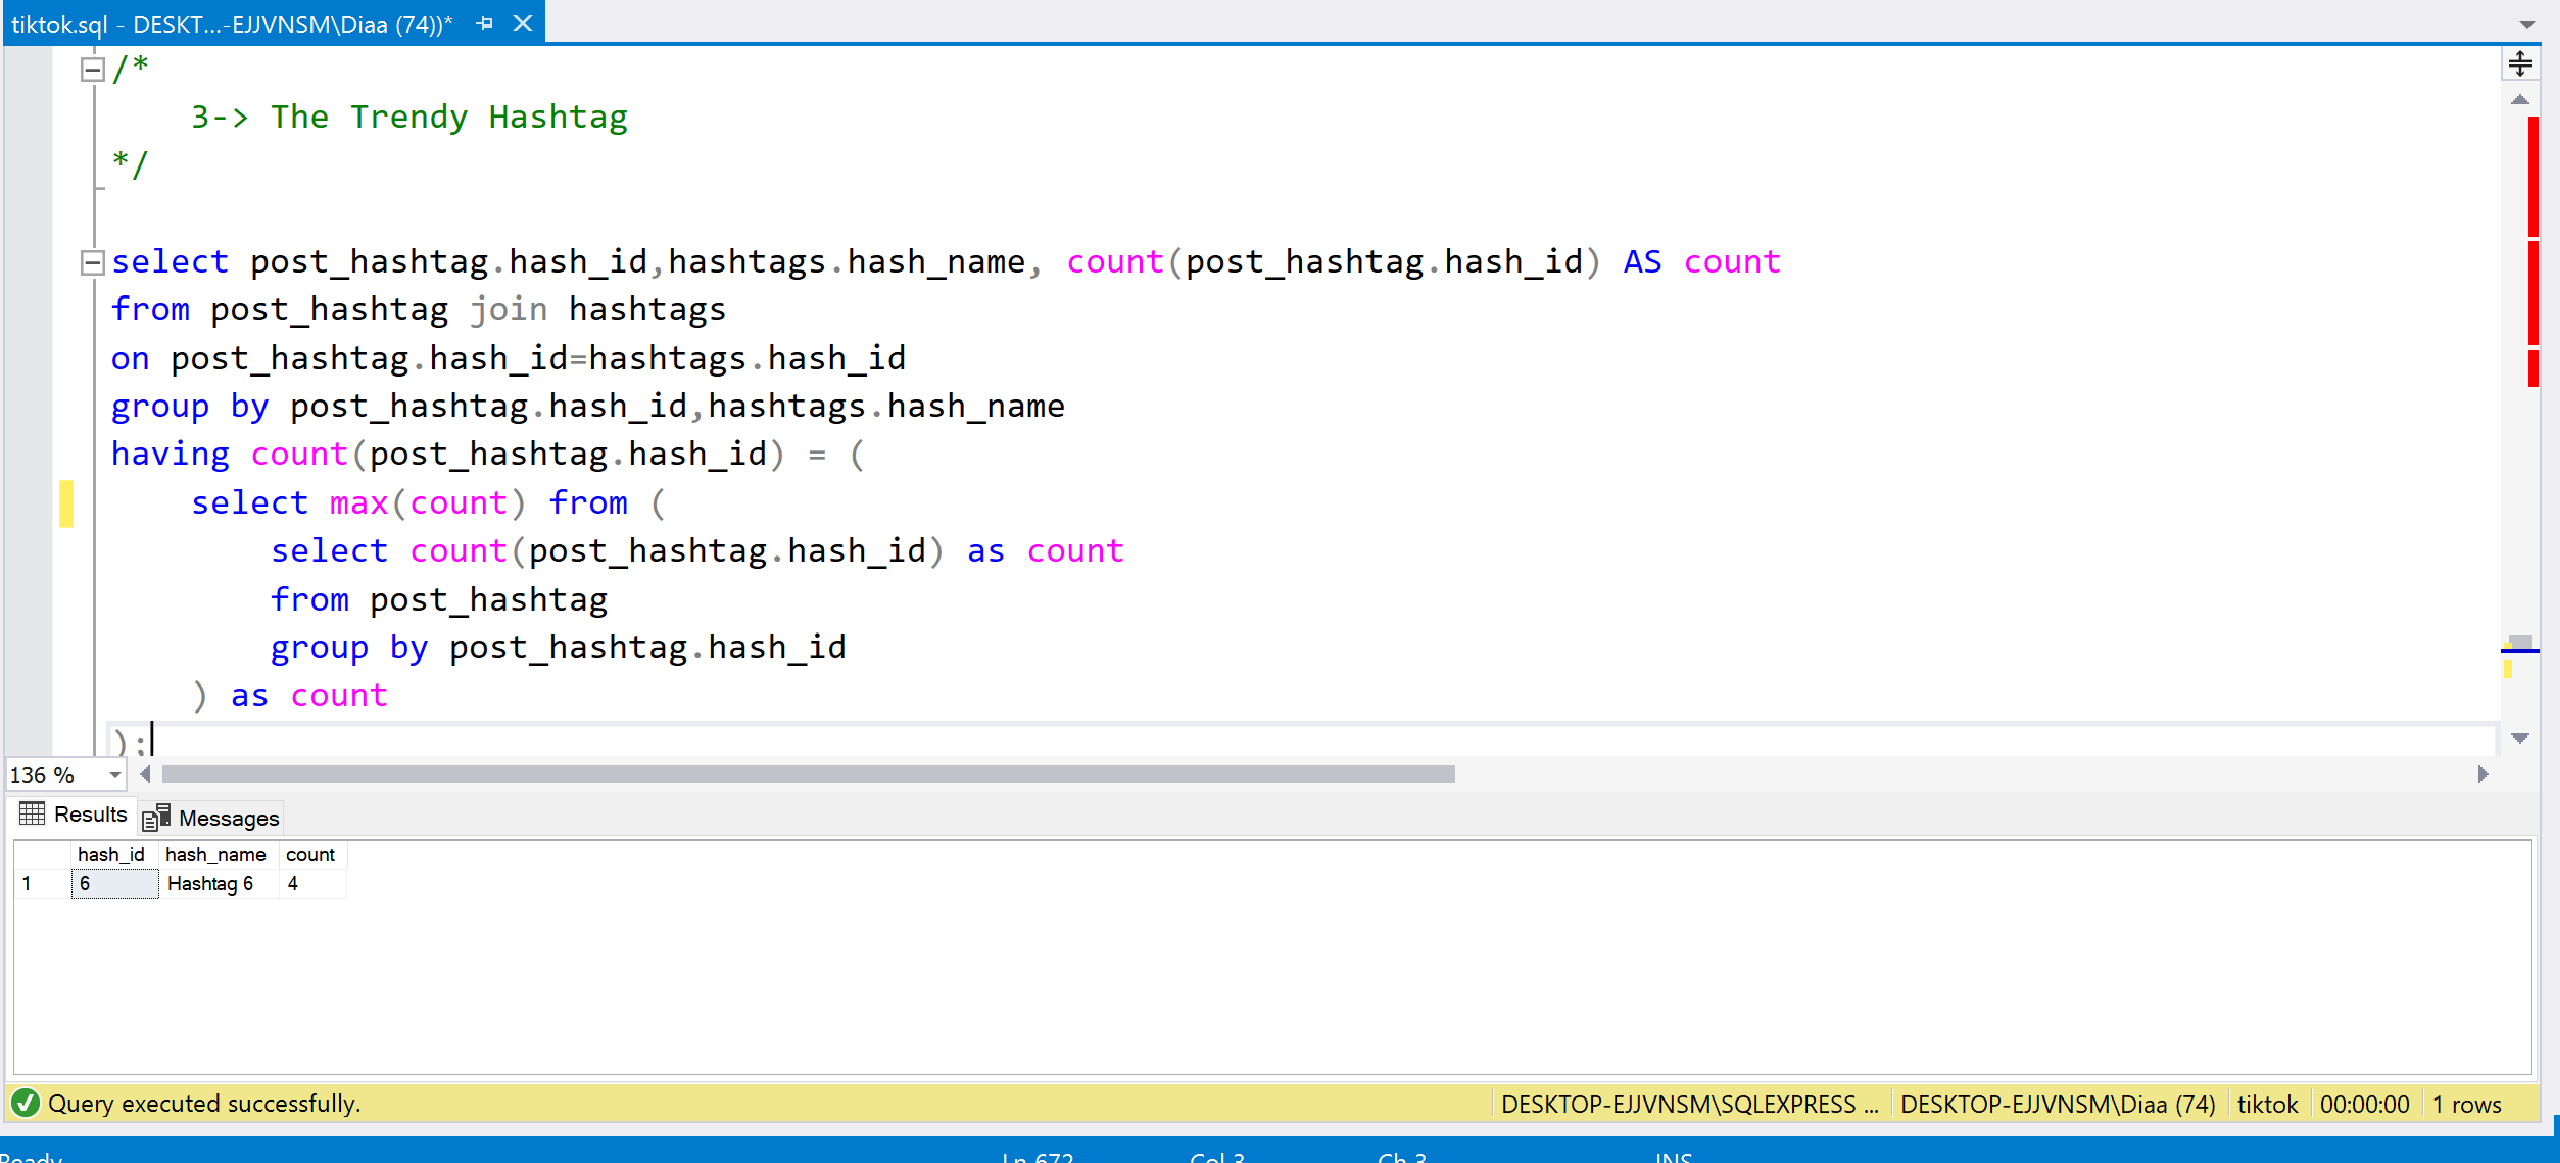 tiktok.sql - DESKT...-EJJVNSM\Diaa (74))*
/*
3-> The Trendy Hashtag
*/
select post_hashtag.hash_id,hashtags.hash_name, count(post_hashtag.hash_id) AS count
from post_hashtag join hashtags
on post_hashtag.hash_id=hashtags.hash_id
group by post_hashtag.hash_id,hashtags.hash_name
having count(post_hashtag.hash_id) = (
select max(count) from (
select count(post_hashtag.hash_id) as count
from post_hashtag
group by post_hashtag.hash_id
) as count
);
136 %
Results Messages
hash_id hash_name count
1 6 Hashtag 6 4
Query executed successfully. DESKTOP-EJJVNSM\SQLEXPRESS ... DESKTOP-EJJVNSM\Diaa (74) tiktok 00:00:00 1 rows
Ready Ln 672 Col 3 Ch 3 INS